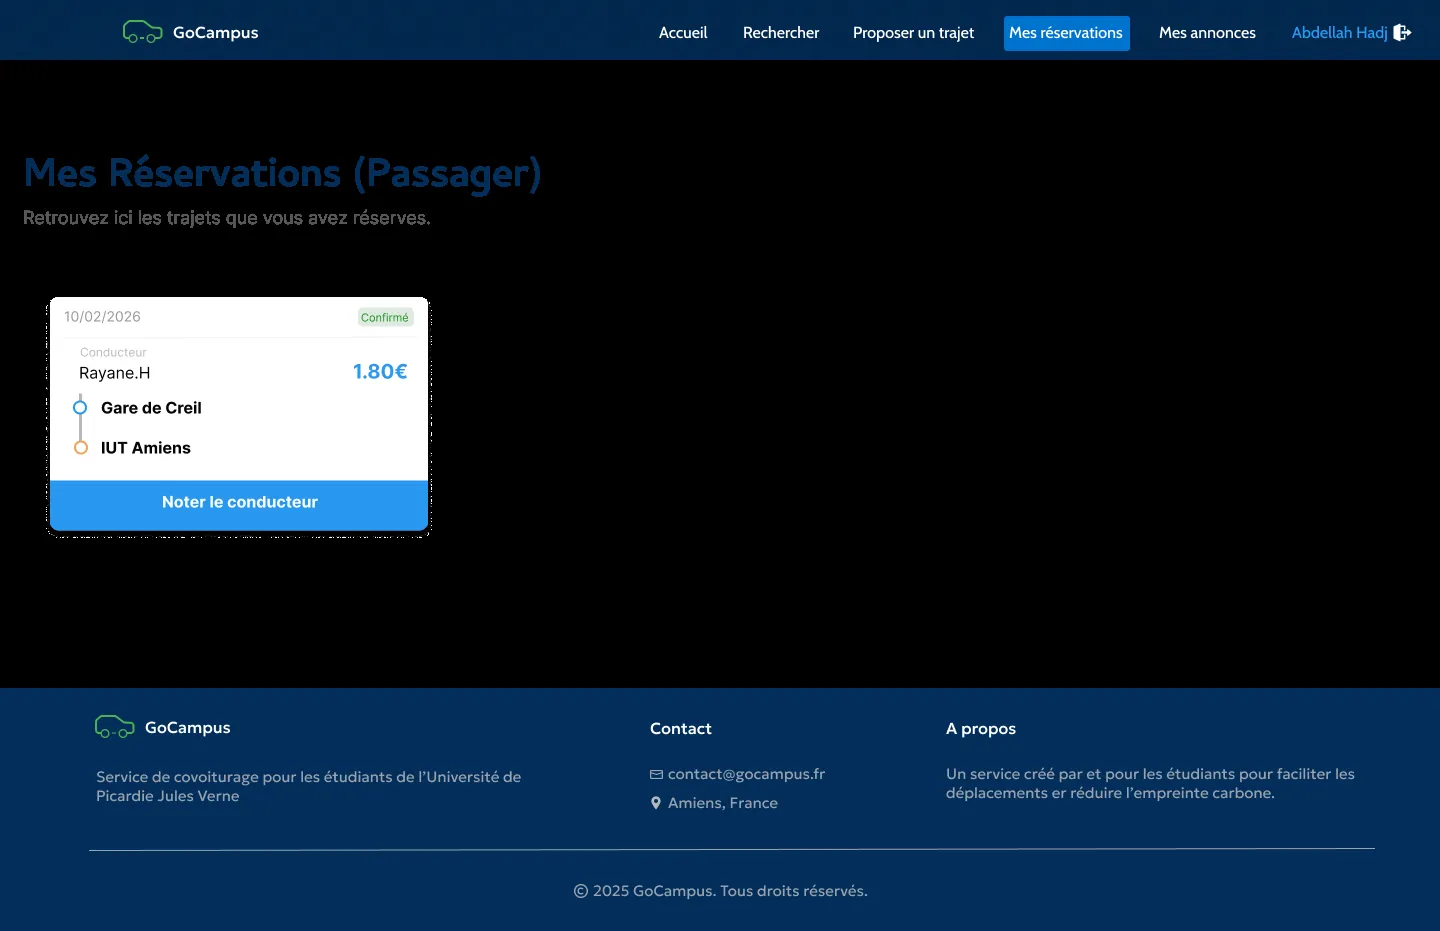 GoCampus
Accueil
Rechercher
Proposer un trajet
Mes réservations
Mes annonces
Abdellah Hadj
Mes Réservations (Passager)
Retrouvez ici les trajets que vous avez réserves.
10/02/2026
Confirmé
Conducteur
Rayane.H
1.80€
Gare de Creil
IUT Amiens
Noter le conducteur
GoCampus
Service de covoiturage pour les étudiants de l’Université de
Picardie Jules Verne
Contact
contact@gocampus.fr
Amiens, France
A propos
Un service créé par et pour les étudiants pour faciliter les
déplacements er réduire l’empreinte carbone.
© 2025 GoCampus. Tous droits réservés.